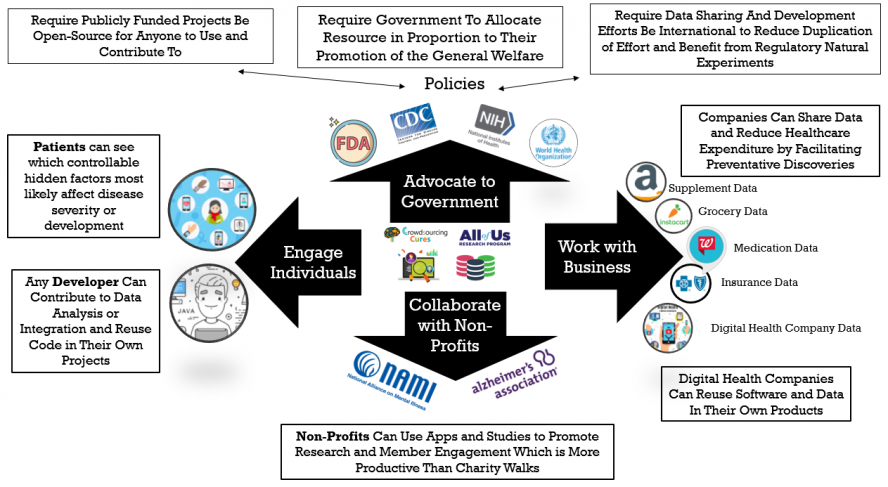 Require Publicly Funded Projects Be
Open-Source for Anyone to Use and
Contribute To
Require Government To Allocate
Resource in Proportion to Their
Promotion of the General Welfare
Require Data Sharing And Development
Efforts Be International to Reduce Duplication
of Effort and Benefit from Regulatory Natural
Experiments
Policies
FDA
CDC
NIH
National Institutes
of Health
World Health
Organization
Patients can see
which controllable
hidden factors most
likely affect disease
severity or
development
Advocate to
Government
Companies Can Share Data
and Reduce Healthcare
Expenditure by Facilitating
Preventative Discoveries
a
Supplement Data
instacart
Grocery Data
W
Medication Data
Insurance Data
Digital Health Company Data
Engage
Individuals
Crowdsourcing
Cures
All of Us
RESEARCH PROGRAM
Work with
Business
Any Developer Can
Contribute to Data
Analysis or
Integration and Reuse
Code in Their Own
Projects
JAVA
Collaborate
with Non-
Profits
NAMI
National Alliance on Mental Illness
alzheimer's
association
Digital Health Companies
Can Reuse Software and Data
In Their Own Products
Non-Profits Can Use Apps and Studies to Promote
Research and Member Engagement Which is More
Productive Than Charity Walks